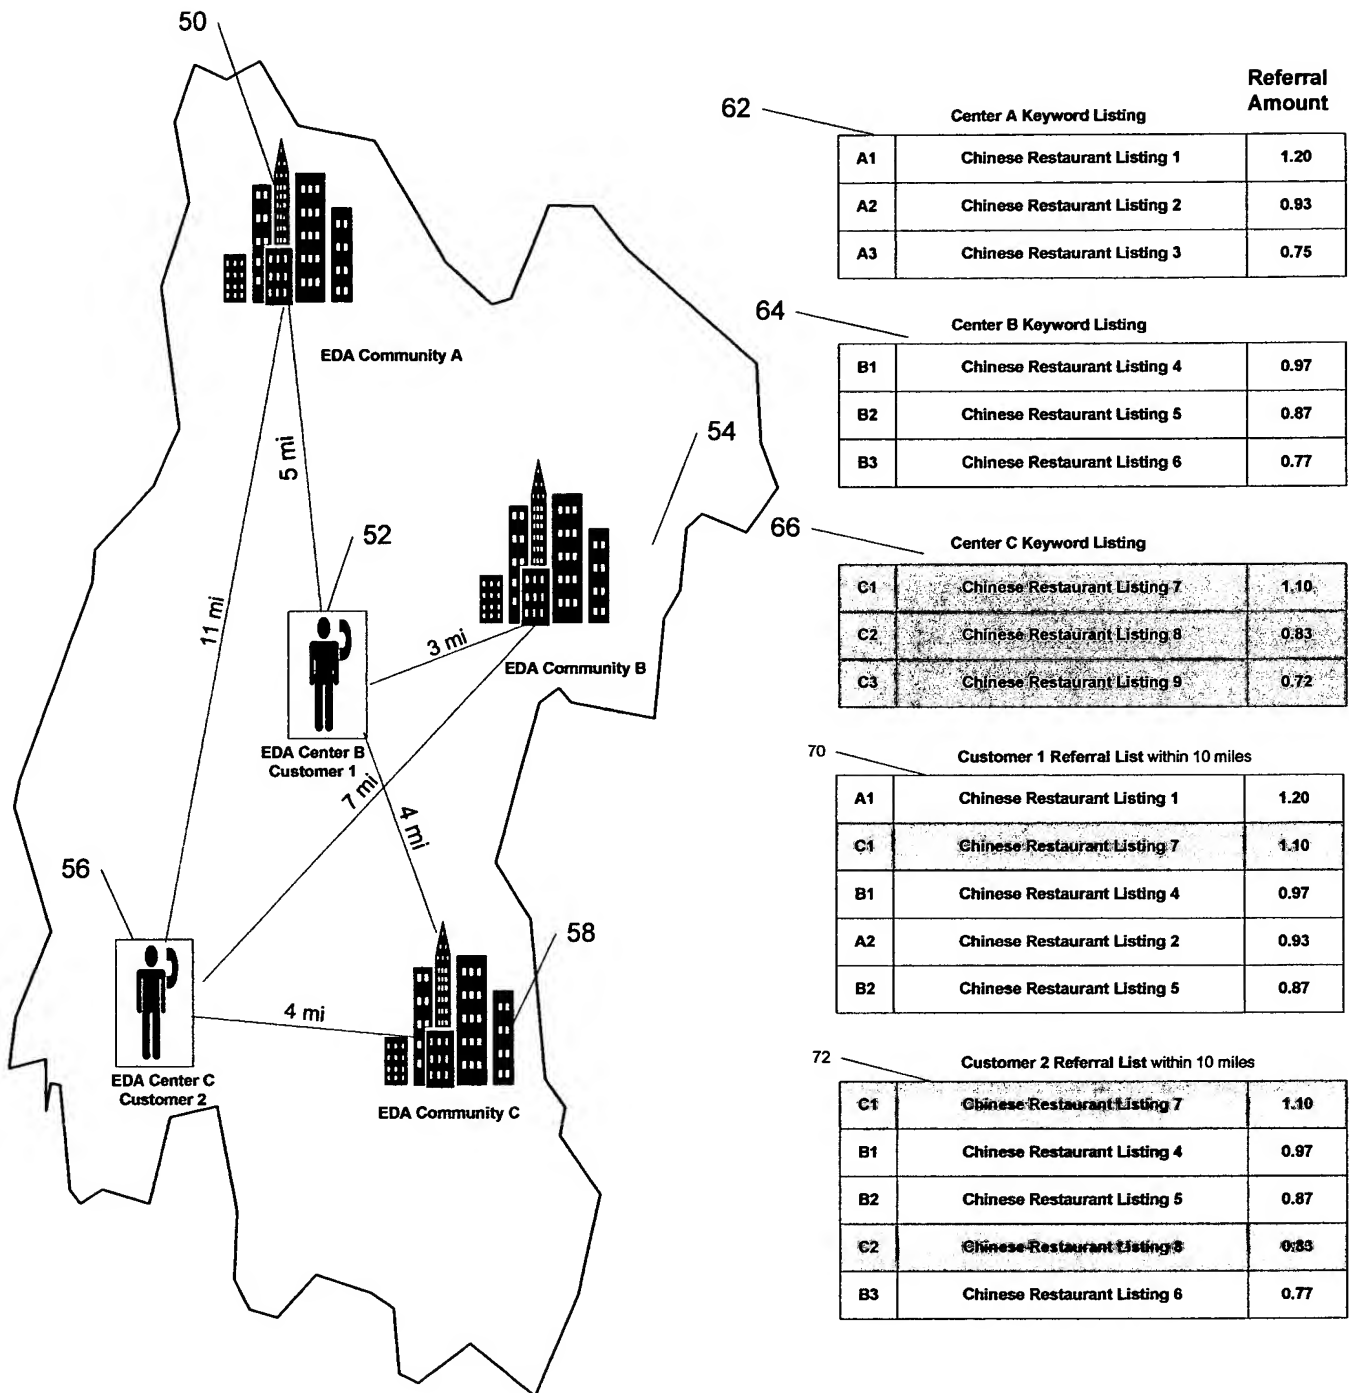 50
EDA Community A
5 mi
11 mi
52
54
3 mi
EDA Community B
EDA Center B
Customer 1
7 mi
4 mi
56
58
4 mi
EDA Center C
Customer 2
EDA Community C
Referral
Amount
62
Center A Keyword Listing
A1 Chinese Restaurant Listing 1 1.20
A2 Chinese Restaurant Listing 2 0.93
A3 Chinese Restaurant Listing 3 0.75
64
Center B Keyword Listing
B1 Chinese Restaurant Listing 4 0.97
B2 Chinese Restaurant Listing 5 0.87
B3 Chinese Restaurant Listing 6 0.77
66
Center C Keyword Listing
C1 Chinese Restaurant Listing 7 1.10
C2 Chinese Restaurant Listing 8 0.83
C3 Chinese Restaurant Listing 9 0.72
70
Customer 1 Referral List within 10 miles
A1 Chinese Restaurant Listing 1 1.20
C1 Chinese Restaurant Listing 7 1.10
B1 Chinese Restaurant Listing 4 0.97
A2 Chinese Restaurant Listing 2 0.93
B2 Chinese Restaurant Listing 5 0.87
72
Customer 2 Referral List within 10 miles
C1 Chinese Restaurant Listing 7 1.10
B1 Chinese Restaurant Listing 4 0.97
B2 Chinese Restaurant Listing 5 0.87
C2 Chinese Restaurant Listing 8 0.83
B3 Chinese Restaurant Listing 6 0.77